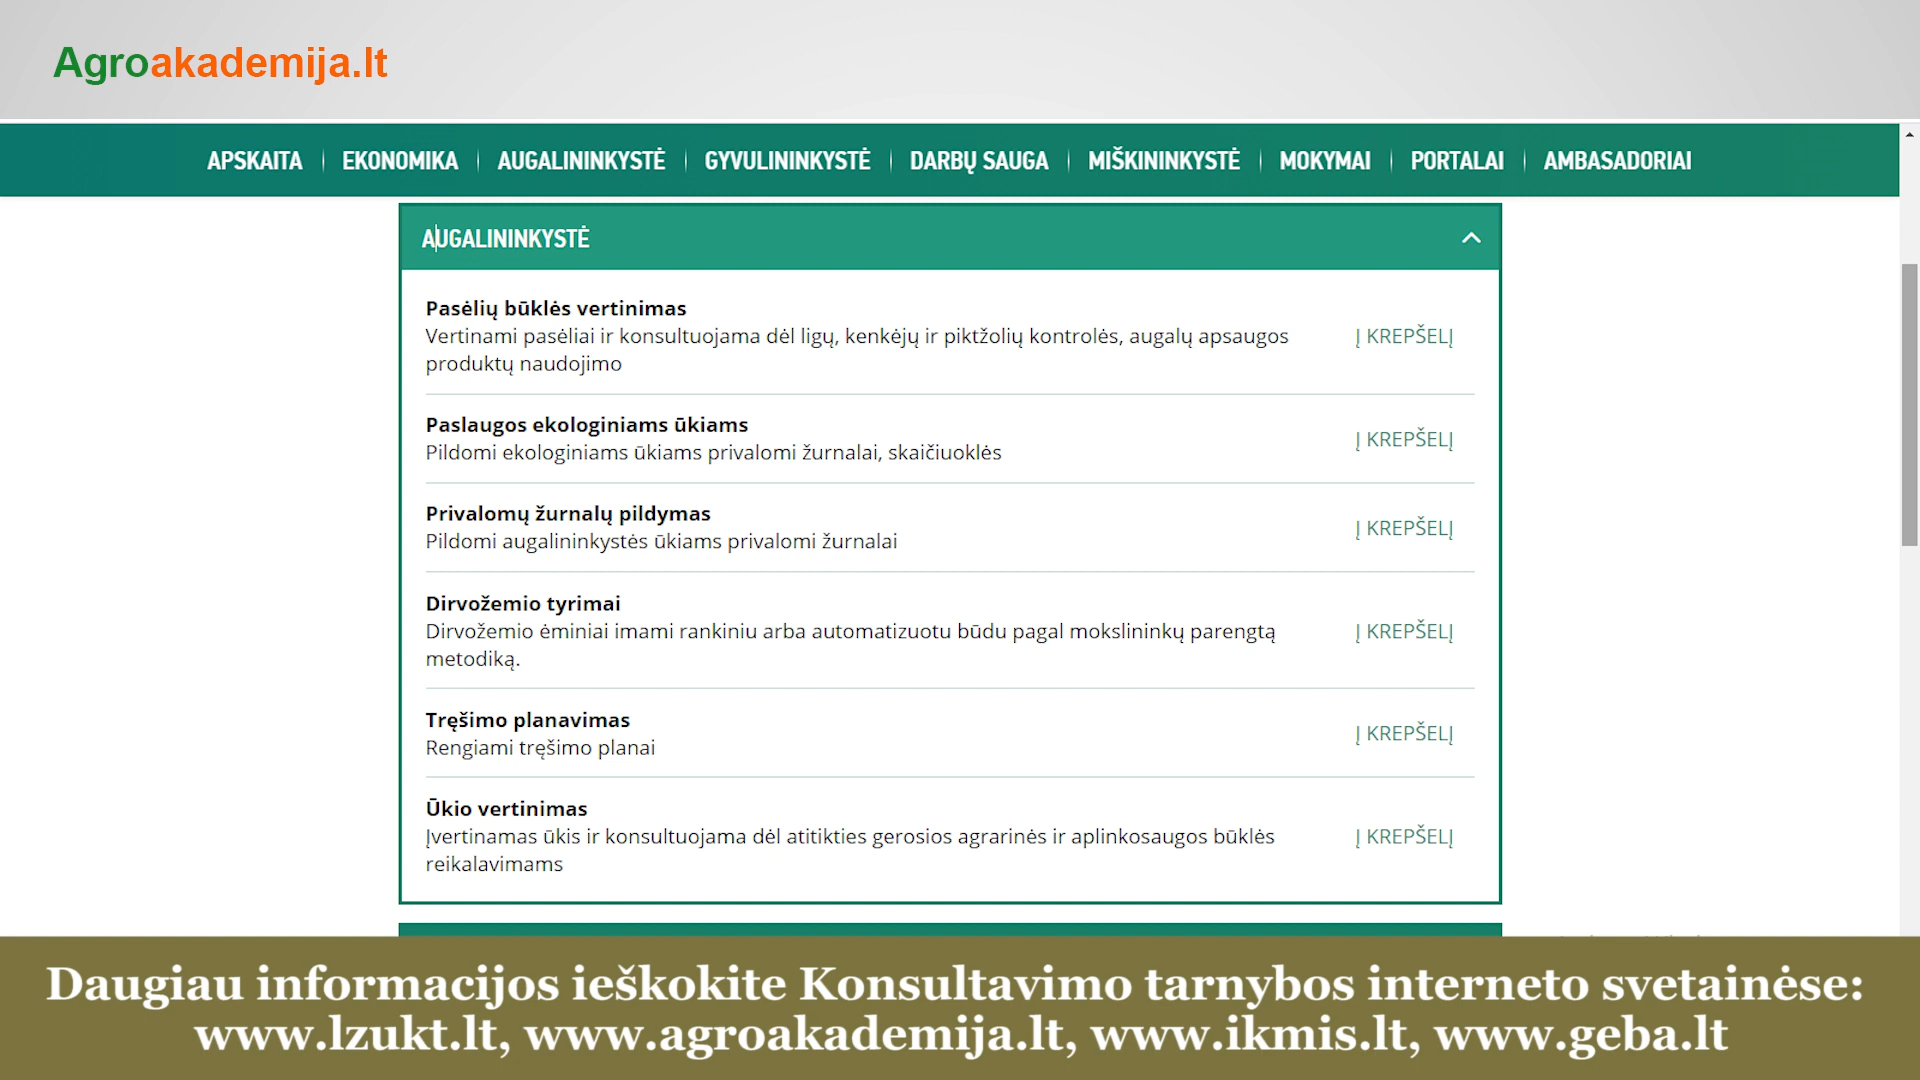 Agroakademija.lt
APSKAITA EKONOMIKA AUGALININKYSTĖ GYVULININKYSTĖ DARBŲ SAUGA MIŠKININKYSTĖ MOKYMAI PORTALAI AMBASADORIAI
AUGALININKYSTĖ
Pasėlių būklės vertinimas
Vertinami pasėliai ir konsultuojama dėl ligų, kenkėjų ir piktžolių kontrolės, augalų apsaugos
produktų naudojimo
Į KREPŠELĮ
Paslaugos ekologiniams ūkiams
Pildomi ekologiniams ūkiams privalomi žurnalai, skaičiuoklės
Į KREPŠELĮ
Privalomų žurnalų pildymas
Pildomi augalininkystės ūkiams privalomi žurnalai
Į KREPŠELĮ
Dirvožemio tyrimai
Dirvožemio ėminiai imami rankiniu arba automatizuotu būdu pagal mokslininkų parengtą
metodiką.
Į KREPŠELĮ
Tręšimo planavimas
Rengiami tręšimo planai
Į KREPŠELĮ
Ūkio vertinimas
Įvertinamas ūkis ir konsultuojama dėl atitikties gerosios agrarinės ir aplinkosaugos būklės
reikalavimams
Į KREPŠELĮ
Daugiau informacijos ieškokite Konsultavimo tarnybos interneto svetainėse:
www.lzukt.lt, www.agroakademija.lt, www.ikmis.lt, www.geba.lt